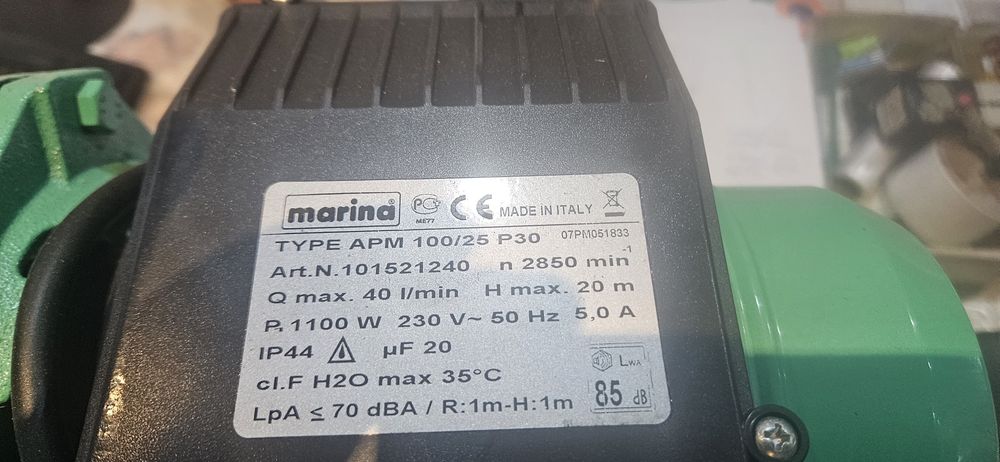 marina® PG ME77 CE MADE IN ITALY
TYPE APM 100/25 P30 07PM051833
Art.N.101521240 n 2850 min -1
Q max. 40 l/min H max. 20 m
P. 1100 W 230 V~ 50 Hz 5,0 A
IP44 µF 20
cl.F H2O max 35°C
LWA
LpA ≤ 70 dBA / R:1m-H:1m 85 dB